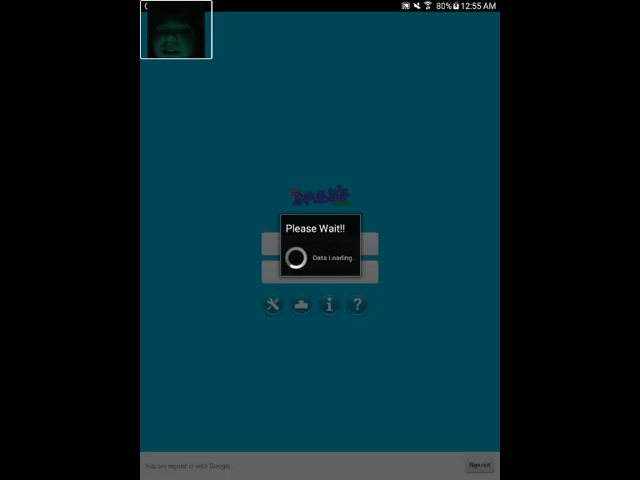 80% 12:55 AM
Please Wait!!
Data Loading..
You are signed in with Google
Sign out